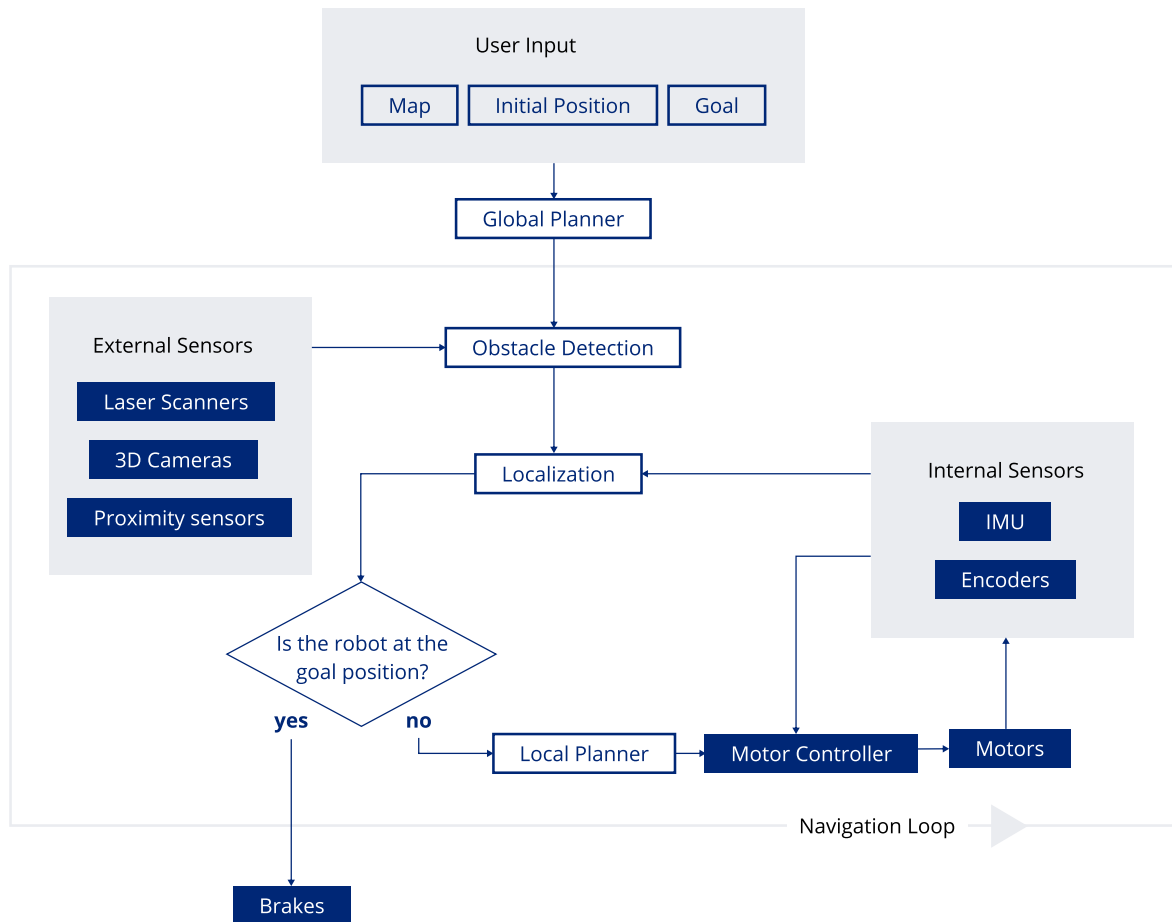 User Input
Map
Initial Position
Goal
Global Planner
External Sensors
Laser Scanners
3D Cameras
Proximity sensors
Obstacle Detection
Localization
Internal Sensors
IMU
Encoders
Is the robot at the
goal position?
yes
no
Local Planner
Motor Controller
Motors
Navigation Loop
Brakes